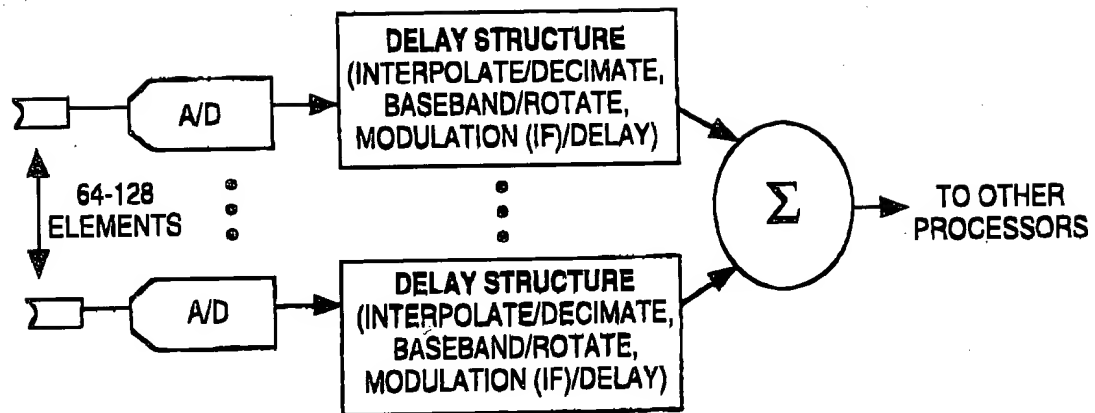 DELAY STRUCTURE
(INTERPOLATE/DECIMATE,
BASEBAND/ROTATE,
MODULATION (IF)/DELAY)
A/D
64-128
ELEMENTS
Σ
TO OTHER
PROCESSORS
DELAY STRUCTURE
(INTERPOLATE/DECIMATE,
BASEBAND/ROTATE,
MODULATION (IF)/DELAY)
A/D